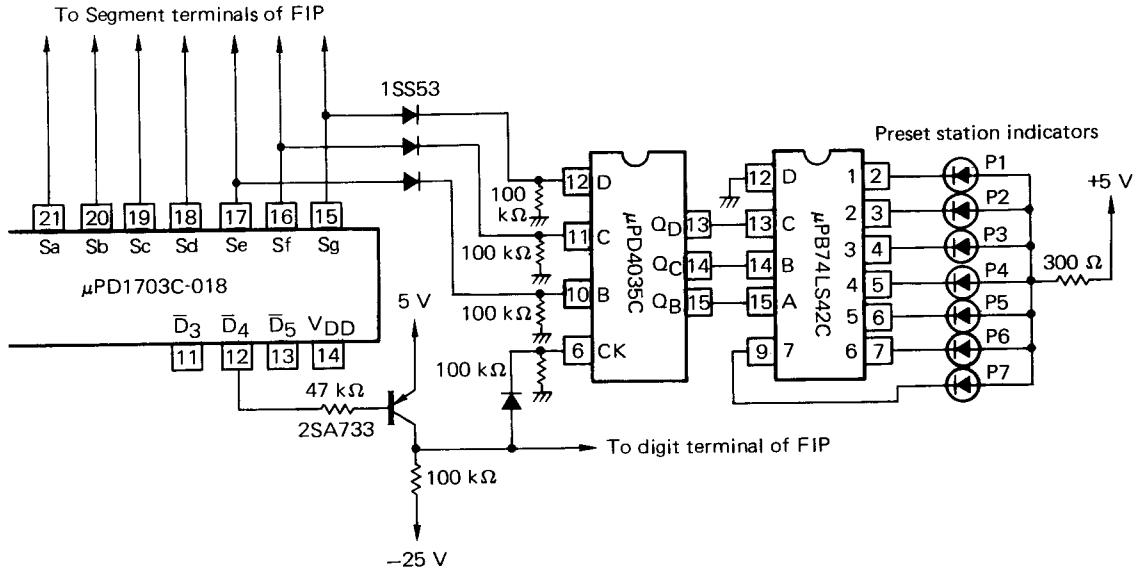 To Segment terminals of FIP
1SS53
Preset station indicators
+5 V
21 20 19 18 17 16 15
Sa Sb Sc Sd Se Sf Sg
μPD1703C-018
D̅3 D̅4 D̅5 VDD
11 12 13 14
47 kΩ
2SA733
5 V
100 kΩ
−25 V
To digit terminal of FIP
100 kΩ
100 kΩ
100 kΩ
100 kΩ
12 D
11 C
10 B
6 CK
μPD4035C
QD 13
QC 14
QB 15
12 D
13 C
14 B
15 A
9 7
μPB74LS42C
1 2
2 3
3 4
4 5
5 6
6 7
P1
P2
P3
P4
P5
P6
P7
300 Ω